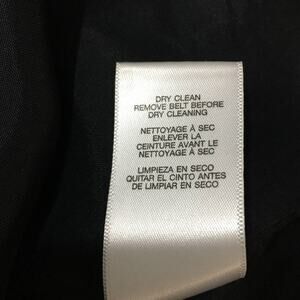 DRY CLEAN
REMOVE BELT BEFORE
DRY CLEANING
NETTOYAGE À SEC
ENLEVER LA
CEINTURE AVANT LE
NETTOYAGE À SEC
LIMPIEZA EN SECO
QUITAR EL CINTO ANTES
DE LIMPIAR EN SECO